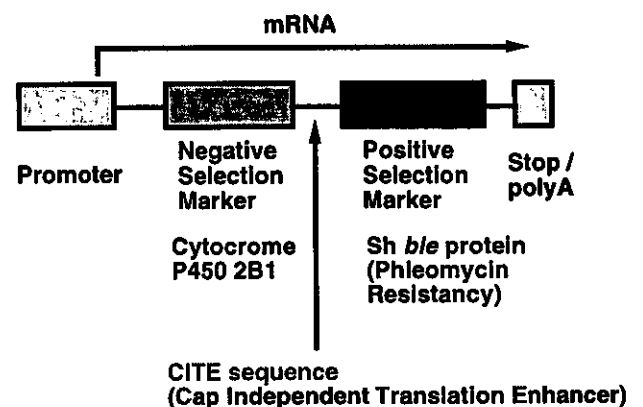 mRNA
Promoter
Negative
Selection
Marker
Cytocrome
P450 2B1
Positive
Selection
Marker
Sh ble protein
(Phleomycin
Resistancy)
Stop /
polyA
CITE sequence
(Cap Independent Translation Enhancer)